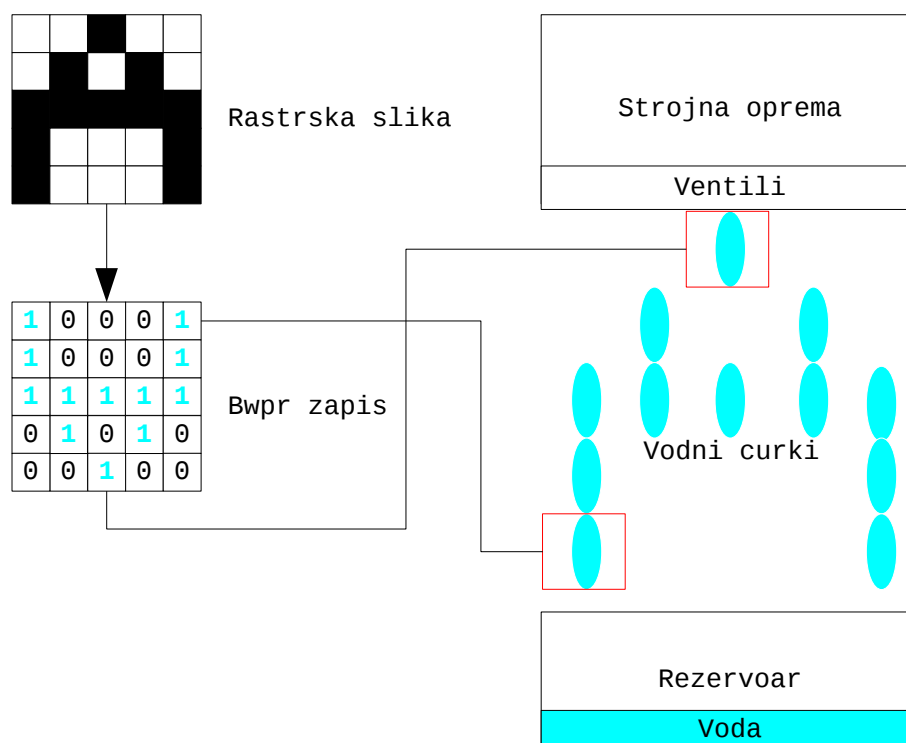 Strojna oprema
Rastrska slika
Ventili
1 0 0 0 1
1 0 0 0 1
1 1 1 1 1
Bwpr zapis
0 1 0 1 0
Vodni curki
0 0 1 0 0
Rezervoar
Voda